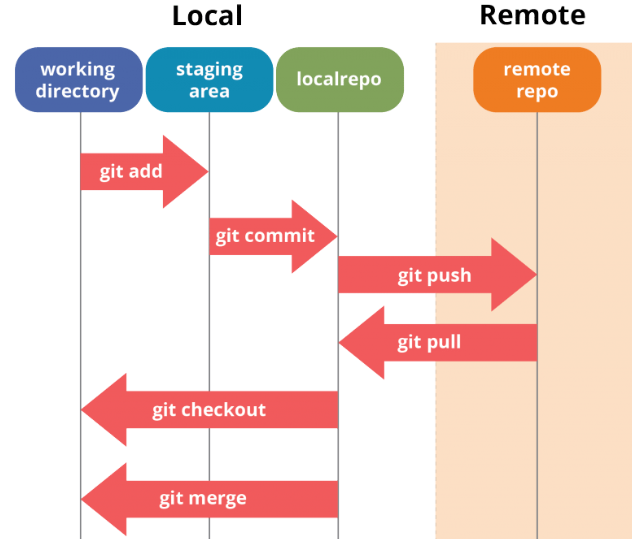 Local
Remote
working
directory
staging
area
localrepo
remote
repo
git add
git commit
git push
git pull
git checkout
git merge